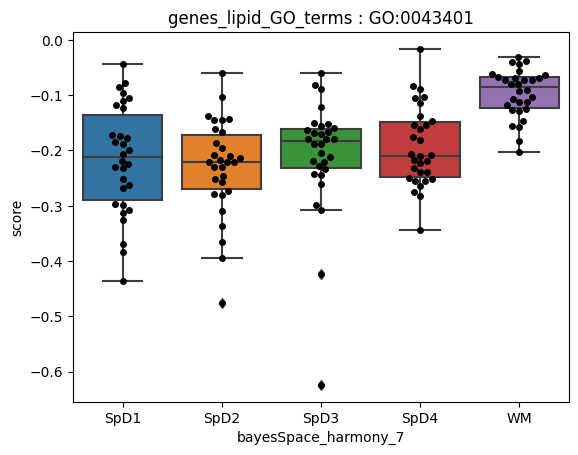 genes_lipid_GO_terms : GO:0043401
score
0.0
−0.1
−0.2
−0.3
−0.4
−0.5
−0.6
SpD1 SpD2 SpD3 SpD4 WM
bayesSpace_harmony_7